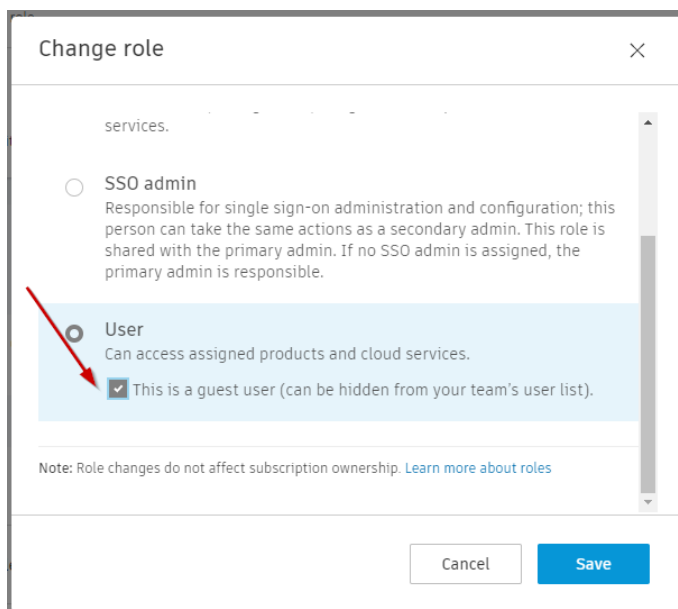 role
Change role
services.
SSO admin
Responsible for single sign-on administration and configuration; this
person can take the same actions as a secondary admin. This role is
shared with the primary admin. If no SSO admin is assigned, the
primary admin is responsible.
User
Can access assigned products and cloud services.
This is a guest user (can be hidden from your team's user list).
Note: Role changes do not affect subscription ownership. Learn more about roles
Cancel
Save